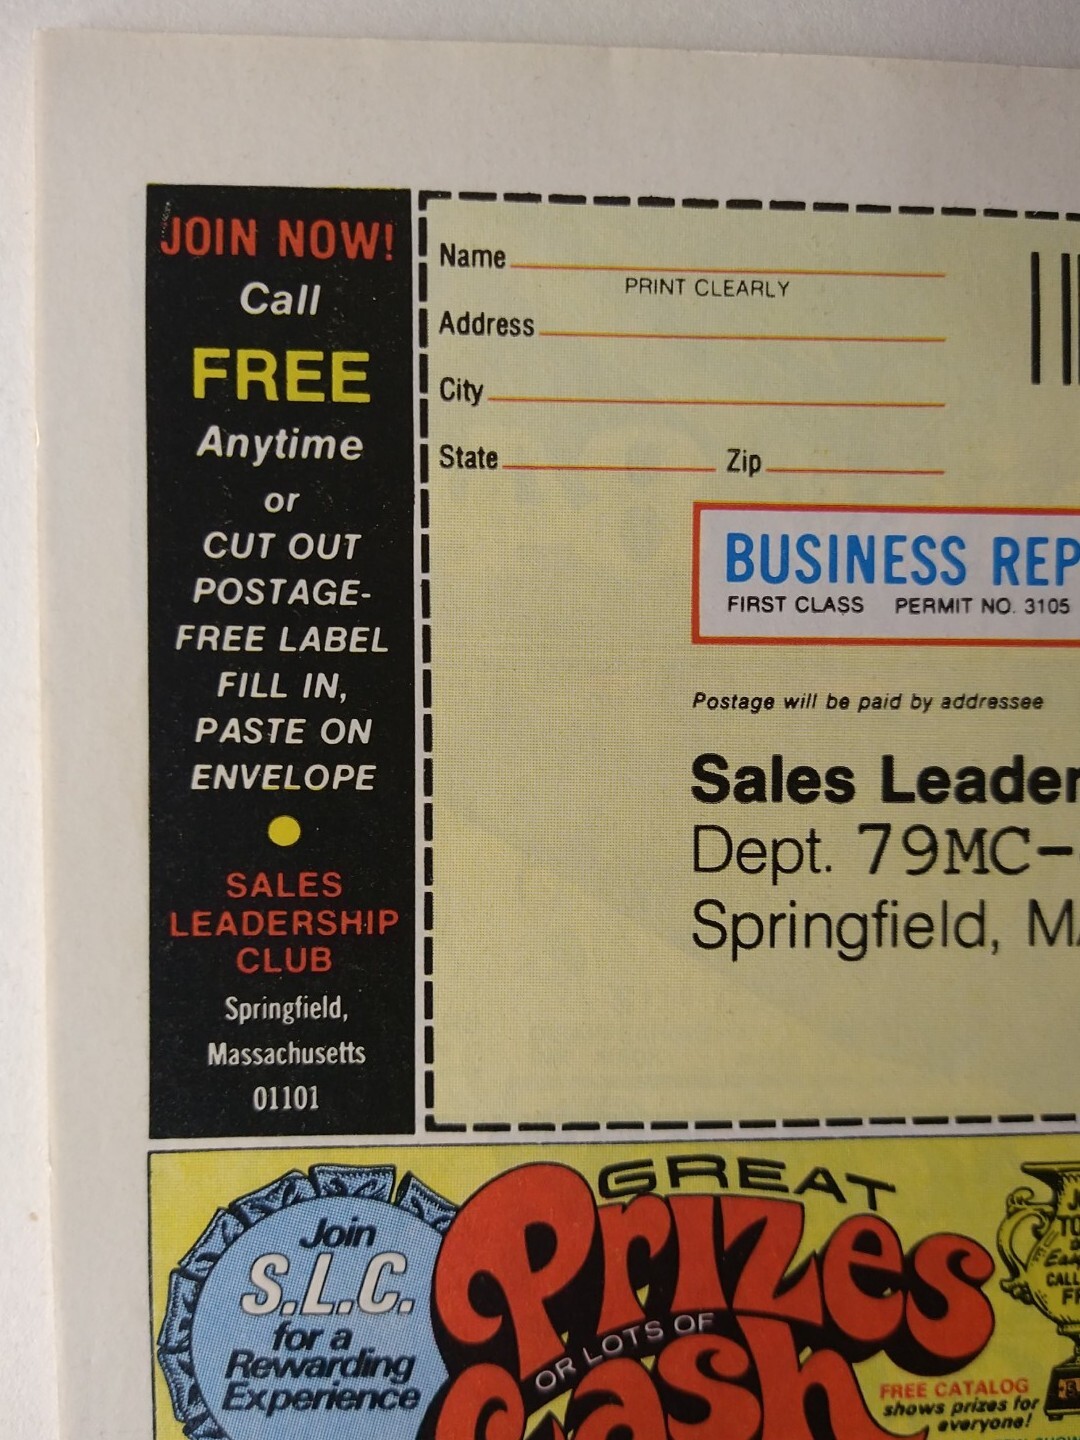 JOIN NOW!
Call
FREE
Anytime
or
CUT OUT
POSTAGE-
FREE LABEL
FILL IN,
PASTE ON
ENVELOPE
SALES
LEADERSHIP
CLUB
Springfield,
Massachusetts
01101
Name
PRINT CLEARLY
Address
City
State Zip
BUSINESS REP
FIRST CLASS PERMIT NO. 3105
Postage will be paid by addressee
Sales Leader
Dept. 79MC-
Springfield, MA
Join
S.L.C.
for a
Rewarding
Experience
GREAT
Prizes
OR LOTS OF
Cash
FREE CATALOG
shows prizes for
everyone!